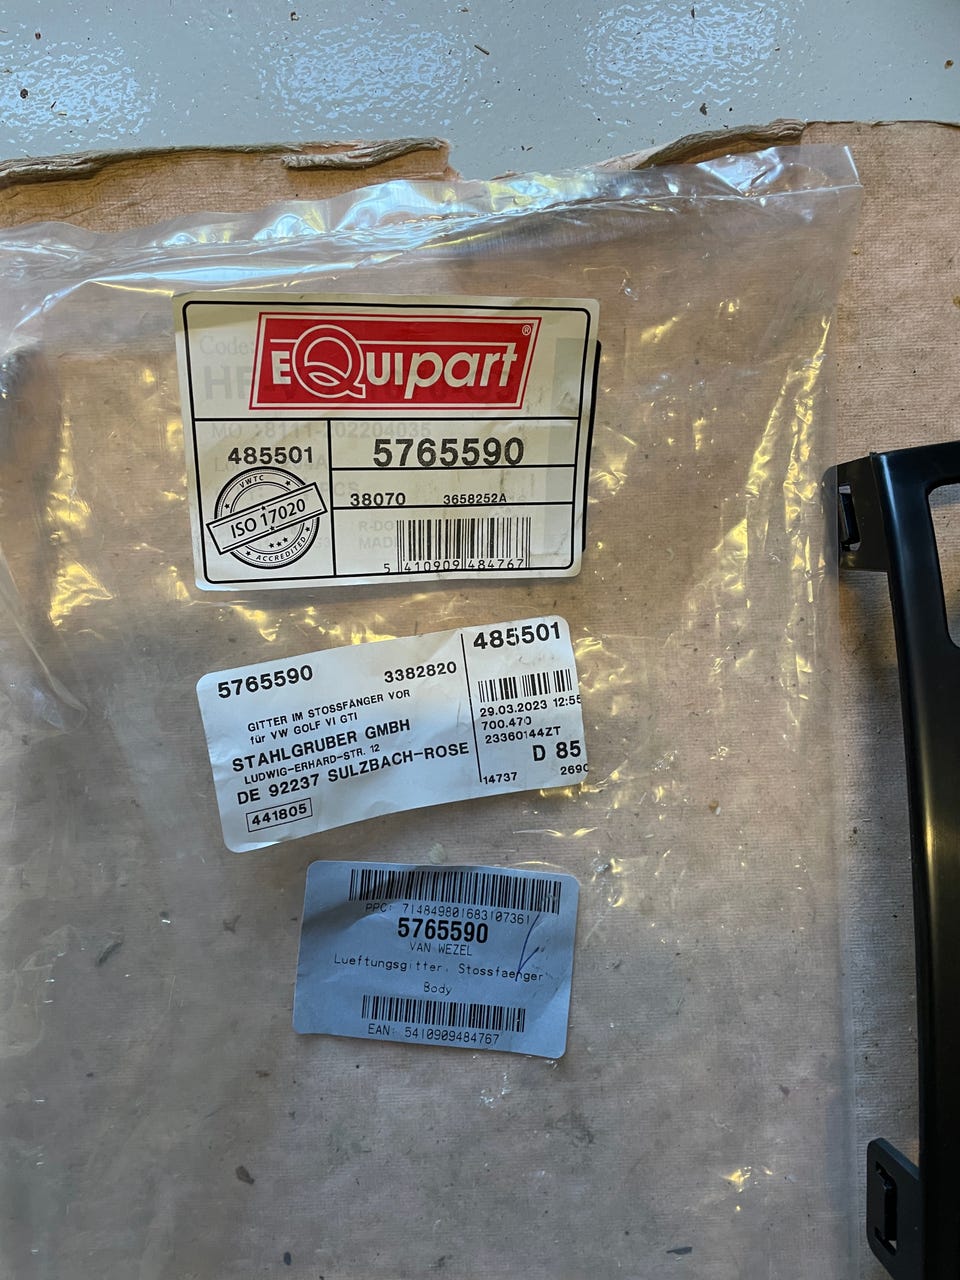 EQUIpart®
485501
5765590
38070 3658252A
VWTC
ISO 17020
ACCREDITED
5 410909 484767
5765590 3382820
GITTER IM STOSSFÄNGER VOR
für VW GOLF VI GTI
STAHLGRUBER GMBH
LUDWIG-ERHARD-STR. 12
DE 92237 SULZBACH-ROSE
441805
485501
29.03.2023 12:55
700.470
23360144ZT
D 85
14737 2690
PPC: 71484980168310736
5765590
VAN WEZEL
Lueftungsgitter, Stossfaenger
Body
EAN: 5410909484767